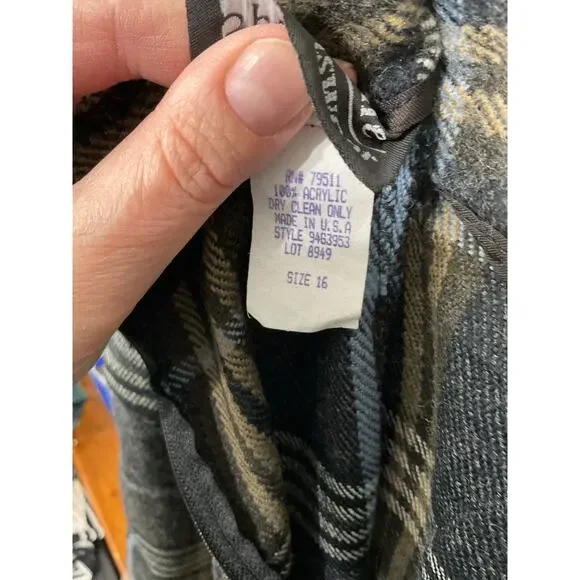 RN# 79511
100% ACRYLIC
DRY CLEAN ONLY
MADE IN U.S.A
STYLE 9463953
LOT 8949
SIZE 16